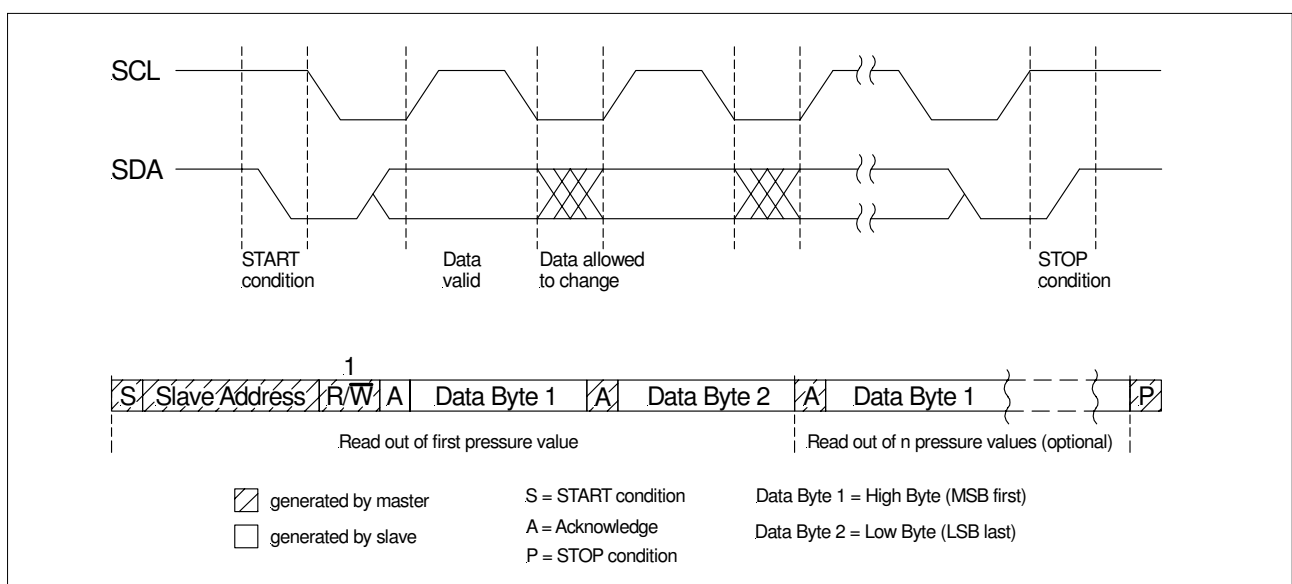 SCL
SDA
START
condition
Data
valid
Data allowed
to change
STOP
condition
1
S Slave Address R/W̅ A Data Byte 1 A Data Byte 2 A Data Byte 1 P
Read out of first pressure value
Read out of n pressure values (optional)
generated by master
generated by slave
S = START condition
A = Acknowledge
P = STOP condition
Data Byte 1 = High Byte (MSB first)
Data Byte 2 = Low Byte (LSB last)